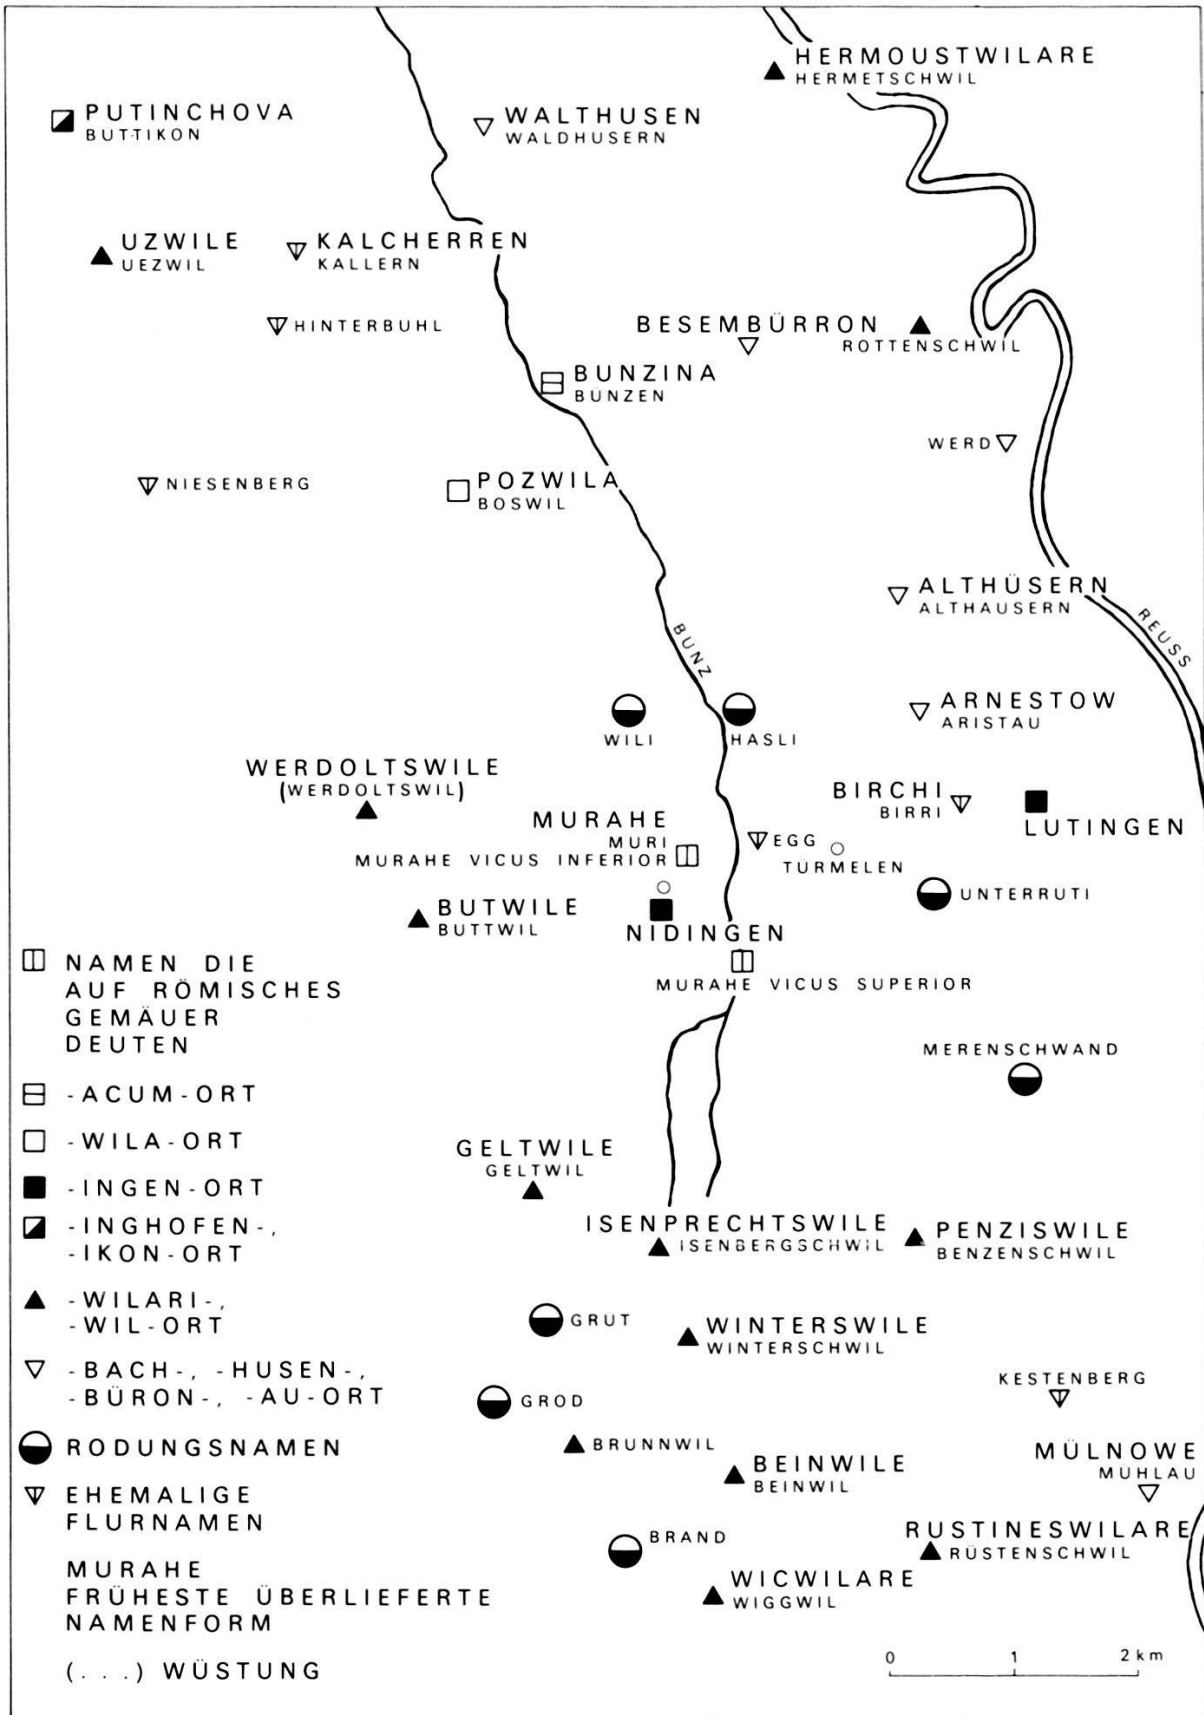 HERMOUSTWILARE
HERMETSCHWIL
PUTINCHOVA
BUTTIKON
WALTHUSEN
WALDHUSERN
UZWILE
UEZWIL
KALCHERREN
KALLERN
HINTERBUHL
BESEMBÜRRON
ROTTENSCHWIL
BUNZINA
BÜNZEN
WERD
NIESENBERG
POZWILA
BOSWIL
ALTHÜSERN
ALTHAUSERN
REUSS
BÜNZ
ARNESTOW
ARISTAU
WILI
HASLI
WERDOLTSWILE
(WERDOLTSWIL)
BIRCHI
BIRRI
LUTINGEN
MURAHE
MURI
MURAHE VICUS INFERIOR
EGG
TÜRMELEN
UNTERRUTI
BUTWILE
BUTTWIL
NIDINGEN
MURAHE VICUS SUPERIOR
MERENSCHWAND
GELTWILE
GELTWIL
ISENPRECHTSWILE
ISENBERGSCHWIL
PENZISWILE
BENZENSCHWIL
GRÜT
WINTERSWILE
WINTERSCHWIL
KESTENBERG
GROD
BRUNNWIL
BEINWILE
BEINWIL
MÜLNOWE
MÜHLAU
BRAND
RUSTINESWILARE
RÜSTENSCHWIL
WICWILARE
WIGGWIL
NAMEN DIE
AUF RÖMISCHES
GEMÄUER
DEUTEN
-ACUM-ORT
-WILA-ORT
-INGEN-ORT
-INGHOFEN-,
-IKON-ORT
-WILARI-,
-WIL-ORT
-BACH-, -HUSEN-,
-BÜRON-, -AU-ORT
RODUNGSNAMEN
EHEMALIGE
FLURNAMEN
MURAHE
FRÜHESTE ÜBERLIEFERTE
NAMENFORM
(...) WÜSTUNG
0 1 2 km